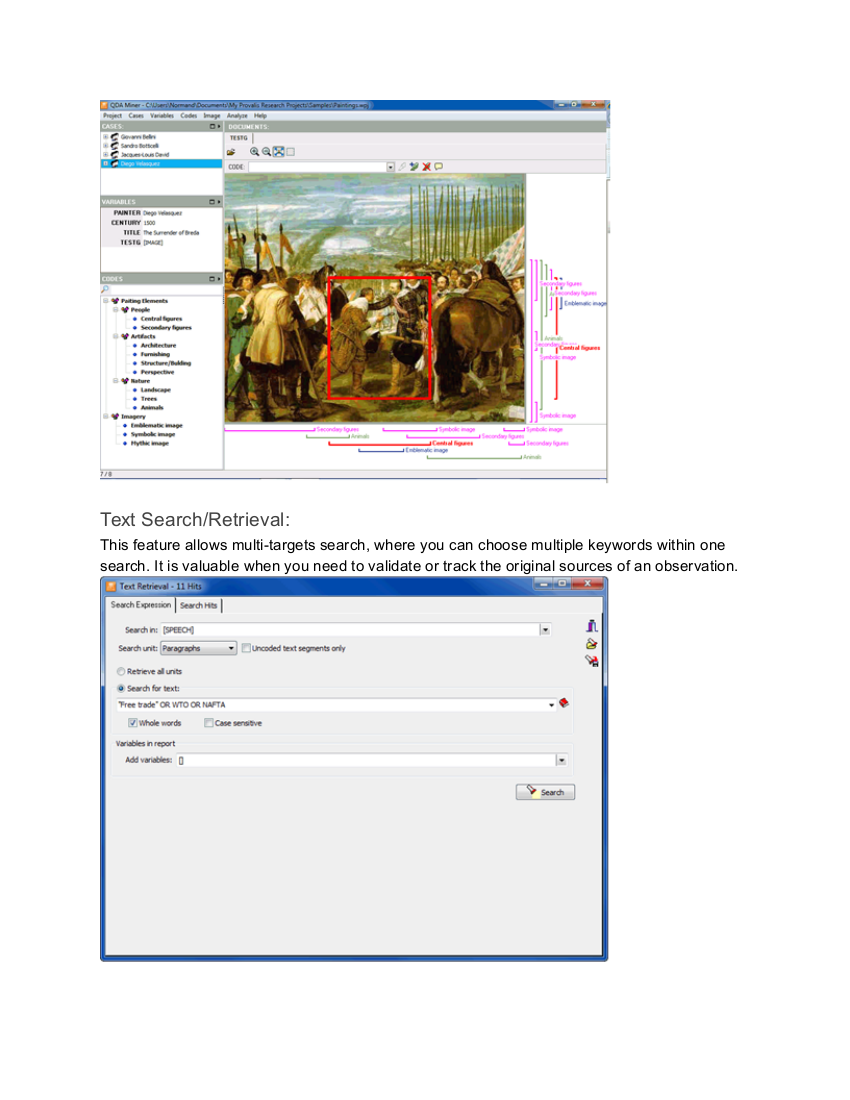 QDA Miner - C:\Users\Normand\Documents\My Provalis Research Projects\Samples\Paintings.wpj
Project Cases Variables Codes Image Analyze Help
CASES:
Giovanni Belini
Sandro Botticelli
Jacques-Louis David
Diego Velasquez
VARIABLES
PAINTER Diego Velasquez
CENTURY 1500
TITLE The Surrender of Breda
TESTG [IMAGE]
CODES
Paiting Elements
People
Central figures
Secondary figures
Artifacts
Architecture
Furnishing
Structure/Bulding
Perspective
Nature
Landscape
Trees
Animals
Imagery
Emblematic image
Symbolic image
Mythic image
7 / 8
DOCUMENTS:
TESTG
CODE:
Secondary figures
Secondary figures
Emblematic image
Animals
Central figures
Symbolic image
Symbolic image
Secondary figures Symbolic image Symbolic image
Animals Secondary figures
Central figures Secondary figures
Emblematic image
Animals
Text Search/Retrieval:
This feature allows multi-targets search, where you can choose multiple keywords within one
search. It is valuable when you need to validate or track the original sources of an observation.
Text Retrieval - 11 Hits
Search Expression Search Hits
Search in: [SPEECH]
Search unit: Paragraphs Uncoded text segments only
Retrieve all units
Search for text:
"Free trade" OR WTO OR NAFTA
Whole words Case sensitive
Variables in report
Add variables: []
Search